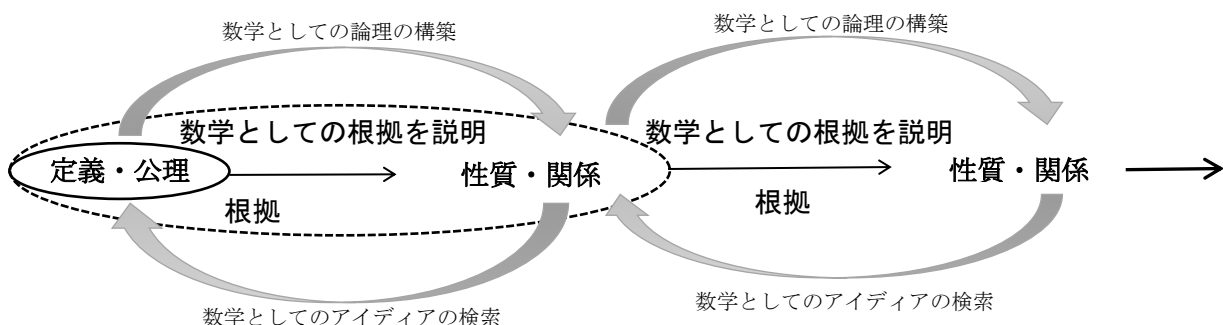 数学としての論理の構築
数学としての論理の構築
数学としての根拠を説明
数学としての根拠を説明
定義・公理
性質・関係
性質・関係
根拠
根拠
数学としてのアイディアの検索
数学としてのアイディアの検索